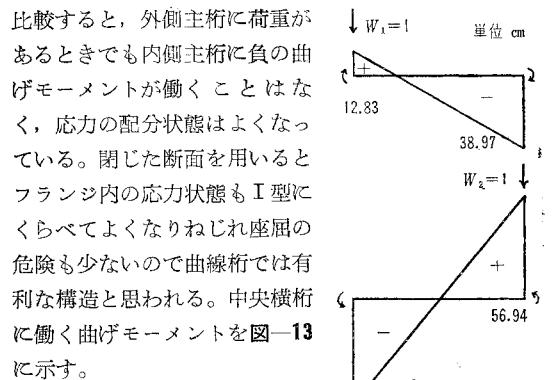 比較すると，外側主桁に荷重が
あるときでも内側主桁に負の曲
げモーメントが働くことはな
く，応力の配分状態はよくなっ
ている。閉じた断面を用いると
フランジ内の応力状態もＩ型に
くらべてよくなりねじれ座屈の
危険も少ないので曲線桁では有
利な構造と思われる。中央横桁
に働く曲げモーメントを図―13
に示す。
W₁=1
単位 cm
+
−
12.83
38.97
W₂=1
+
56.94
−